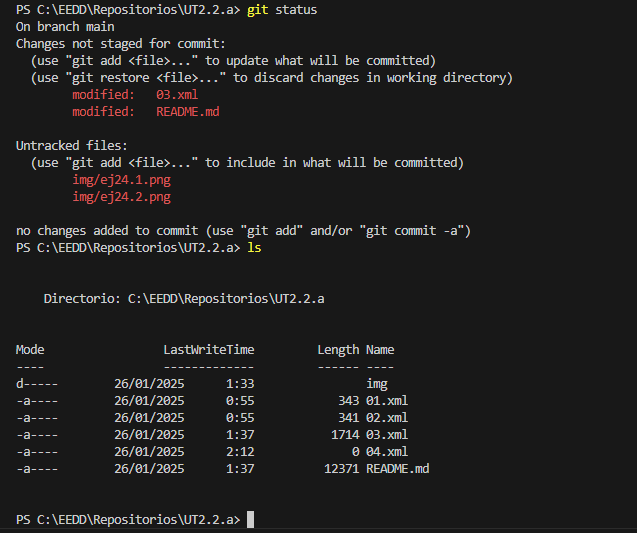 PS C:\EEDD\Repositorios\UT2.2.a> git status
On branch main
Changes not staged for commit:
  (use "git add <file>..." to update what will be committed)
  (use "git restore <file>..." to discard changes in working directory)
        modified:   03.xml
        modified:   README.md

Untracked files:
  (use "git add <file>..." to include in what will be committed)
        img/ej24.1.png
        img/ej24.2.png

no changes added to commit (use "git add" and/or "git commit -a")
PS C:\EEDD\Repositorios\UT2.2.a> ls

    Directorio: C:\EEDD\Repositorios\UT2.2.a

Mode                 LastWriteTime         Length Name
----                 -------------         ------ ----
d-----        26/01/2025      1:33                img
-a----        26/01/2025      0:55            343 01.xml
-a----        26/01/2025      0:55            341 02.xml
-a----        26/01/2025      1:37           1714 03.xml
-a----        26/01/2025      2:12              0 04.xml
-a----        26/01/2025      1:37          12371 README.md

PS C:\EEDD\Repositorios\UT2.2.a>